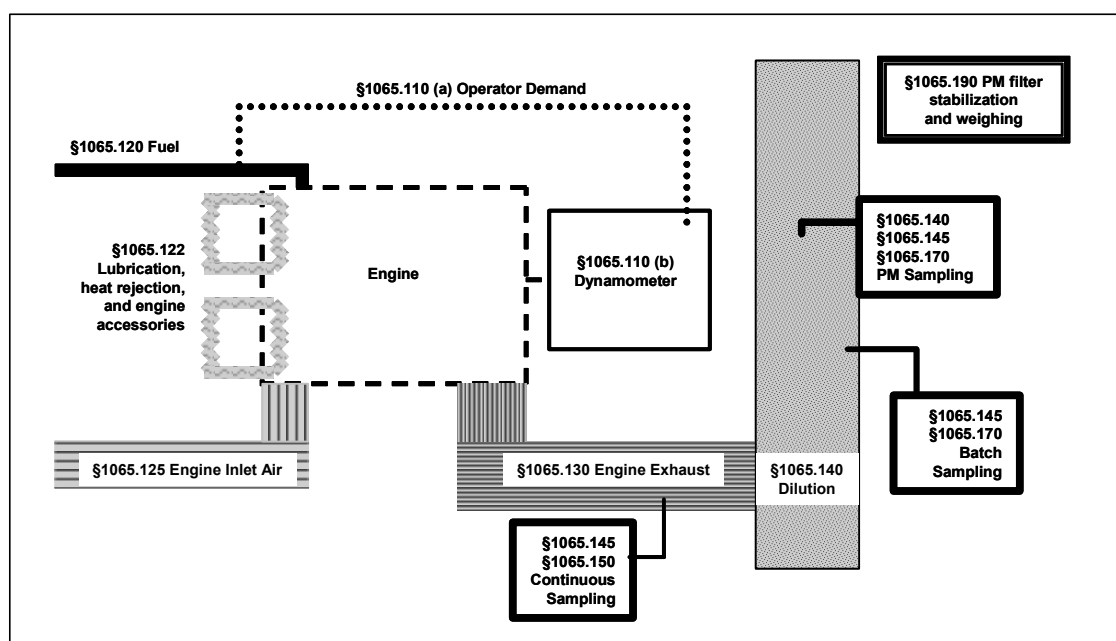 §1065.110 (a) Operator Demand
§1065.190 PM filter
stabilization
and weighing
§1065.120 Fuel
§1065.122
Lubrication,
heat rejection,
and engine
accessories
Engine
§1065.110 (b)
Dynamometer
§1065.140
§1065.145
§1065.170
PM Sampling
§1065.145
§1065.170
Batch
Sampling
§1065.125 Engine Inlet Air
§1065.130 Engine Exhaust
§1065.140
Dilution
§1065.145
§1065.150
Continuous
Sampling